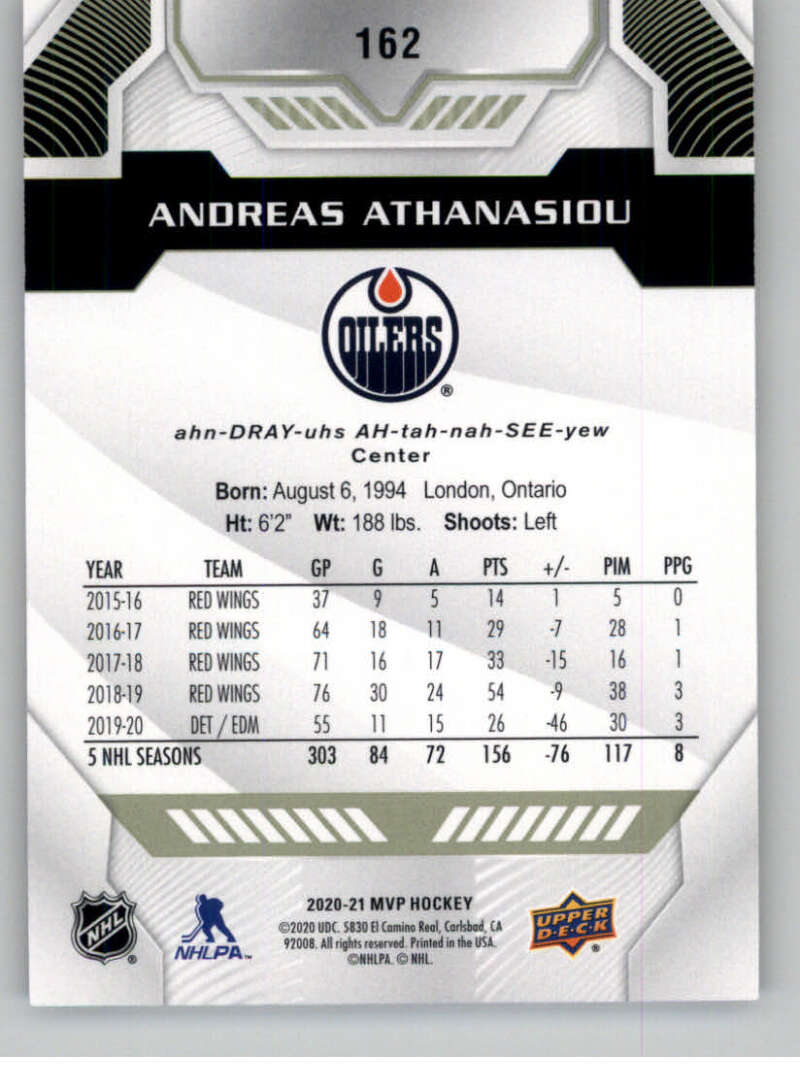 162
ANDREAS ATHANASIOU
OILERS
®
ahn-DRAY-uhs AH-tah-nah-SEE-yew
Center
Born: August 6, 1994 London, Ontario
Ht: 6'2" Wt: 188 lbs. Shoots: Left
YEAR TEAM GP G A PTS +/- PIM PPG
2015-16 RED WINGS 37 9 5 14 1 5 0
2016-17 RED WINGS 64 18 11 29 -7 28 1
2017-18 RED WINGS 71 16 17 33 -15 16 1
2018-19 RED WINGS 76 30 24 54 -9 38 3
2019-20 DET / EDM 55 11 15 26 -46 30 3
5 NHL SEASONS 303 84 72 156 -76 117 8
NHL ®
NHLPA™
2020-21 MVP HOCKEY
©2020 UDC. 5830 El Camino Real, Carlsbad, CA
92008. All rights reserved. Printed in the USA.
©NHLPA. © NHL.
UPPER
D·E·C·K
®